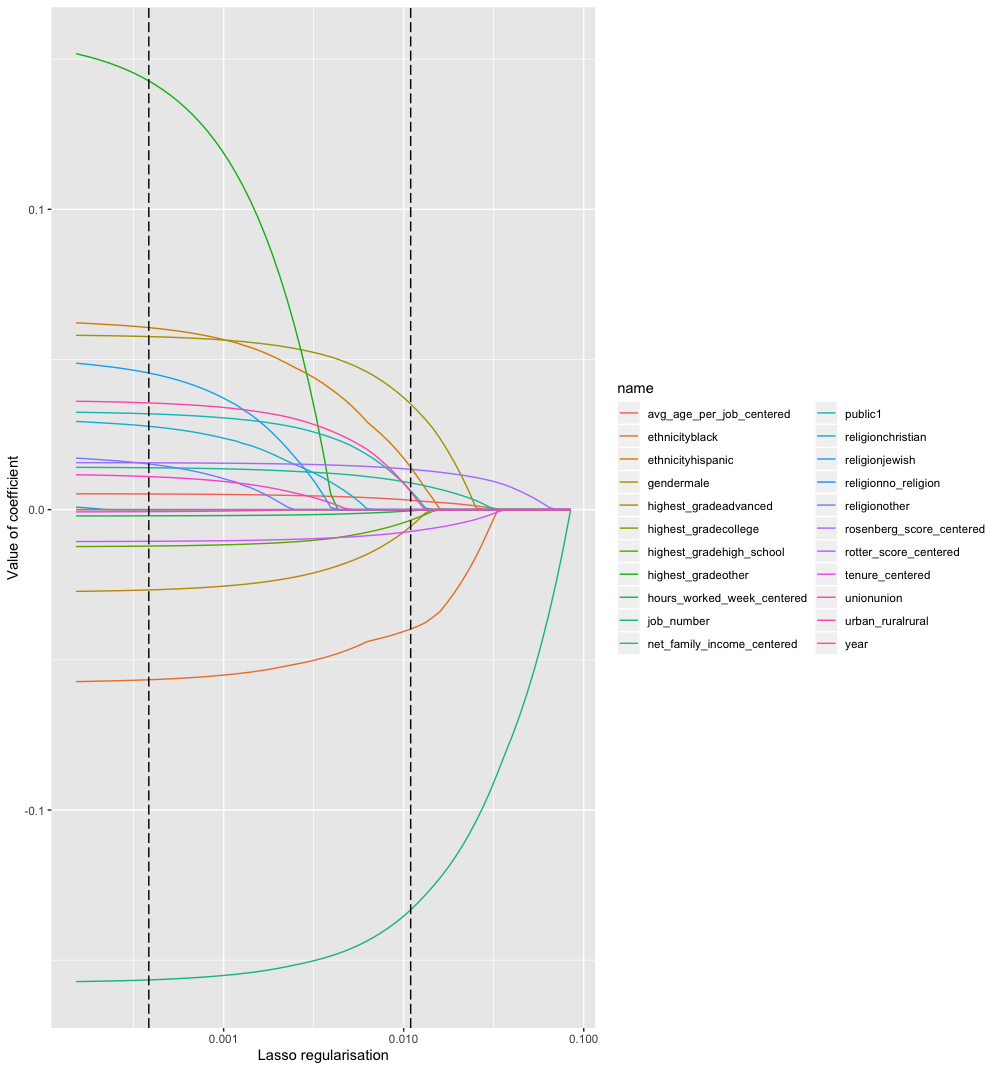 0.1
0.0
-0.1
Value of coefficient
0.001
0.010
0.100
Lasso regularisation
name
avg_age_per_job_centered
ethnicityblack
ethnicityhispanic
gendermale
highest_gradeadvanced
highest_gradecollege
highest_gradehigh_school
highest_gradeother
hours_worked_week_centered
job_number
net_family_income_centered
public1
religionchristian
religionjewish
religionno_religion
religionother
rosenberg_score_centered
rotter_score_centered
tenure_centered
unionunion
urban_ruralrural
year